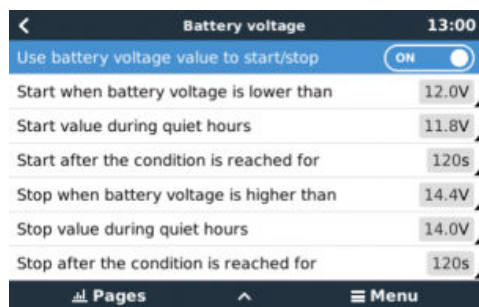 Battery voltage 13:00
Use battery voltage value to start/stop ON
Start when battery voltage is lower than 12.0V
Start value during quiet hours 11.8V
Start after the condition is reached for 120s
Stop when battery voltage is higher than 14.4V
Stop value during quiet hours 14.0V
Stop after the condition is reached for 120s
Pages Menu